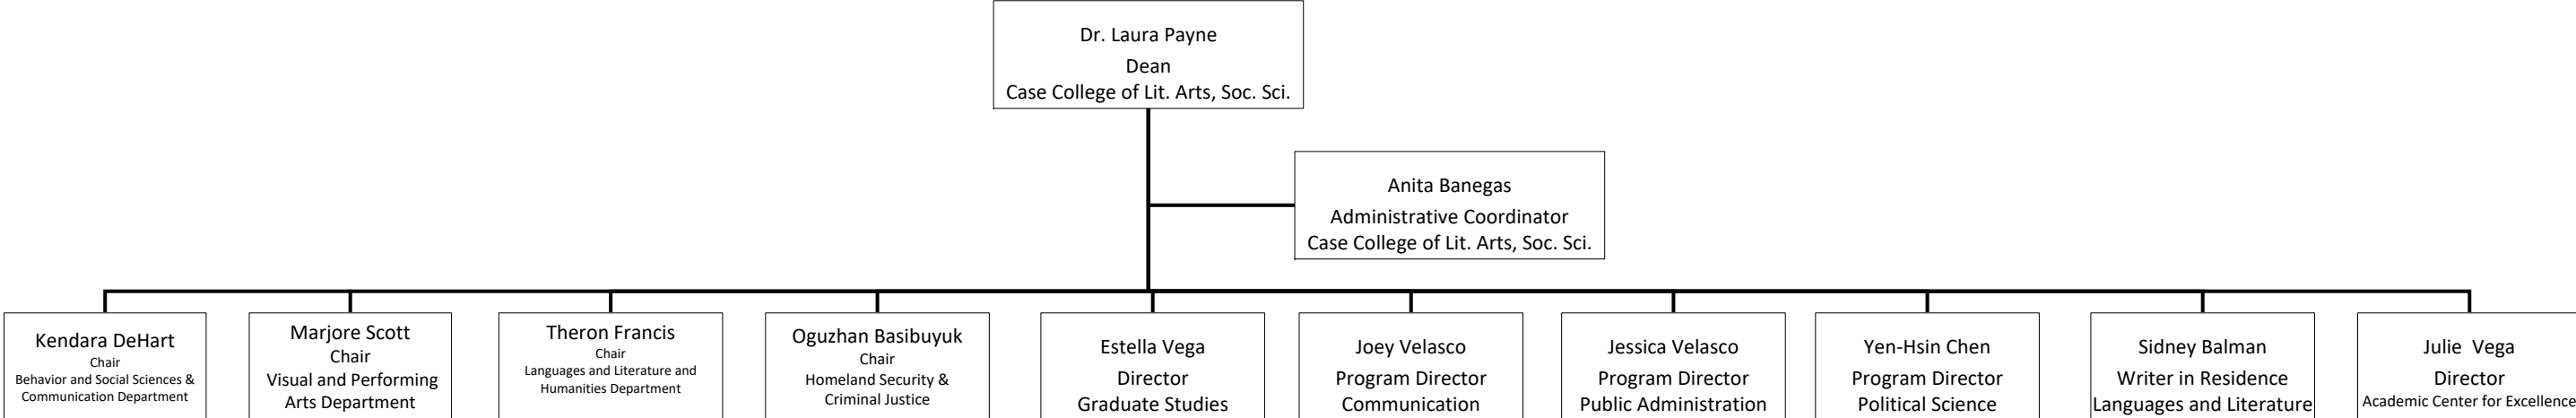 Dr. Laura Payne
Dean
Case College of Lit. Arts, Soc. Sci.
Anita Banegas
Administrative Coordinator
Case College of Lit. Arts, Soc. Sci.
Kendara DeHart
Chair
Behavior and Social Sciences &
Communication Department
Marjore Scott
Chair
Visual and Performing
Arts Department
Theron Francis
Chair
Languages and Literature and
Humanities Department
Oguzhan Basibuyuk
Chair
Homeland Security &
Criminal Justice
Estella Vega
Director
Graduate Studies
Joey Velasco
Program Director
Communication
Jessica Velasco
Program Director
Public Administration
Yen-Hsin Chen
Program Director
Political Science
Sidney Balman
Writer in Residence
Languages and Literature
Julie Vega
Director
Academic Center for Excellence